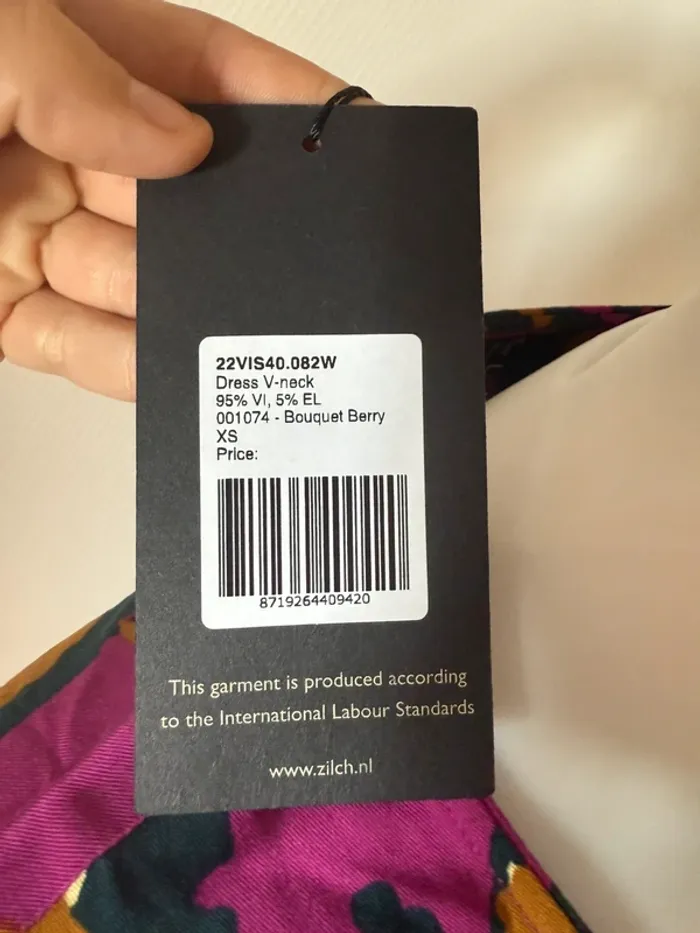 22VIS40.082W
Dress V-neck
95% VI, 5% EL
001074 - Bouquet Berry
XS
Price:
8719264409420
This garment is produced according
to the International Labour Standards
www.zilch.nl